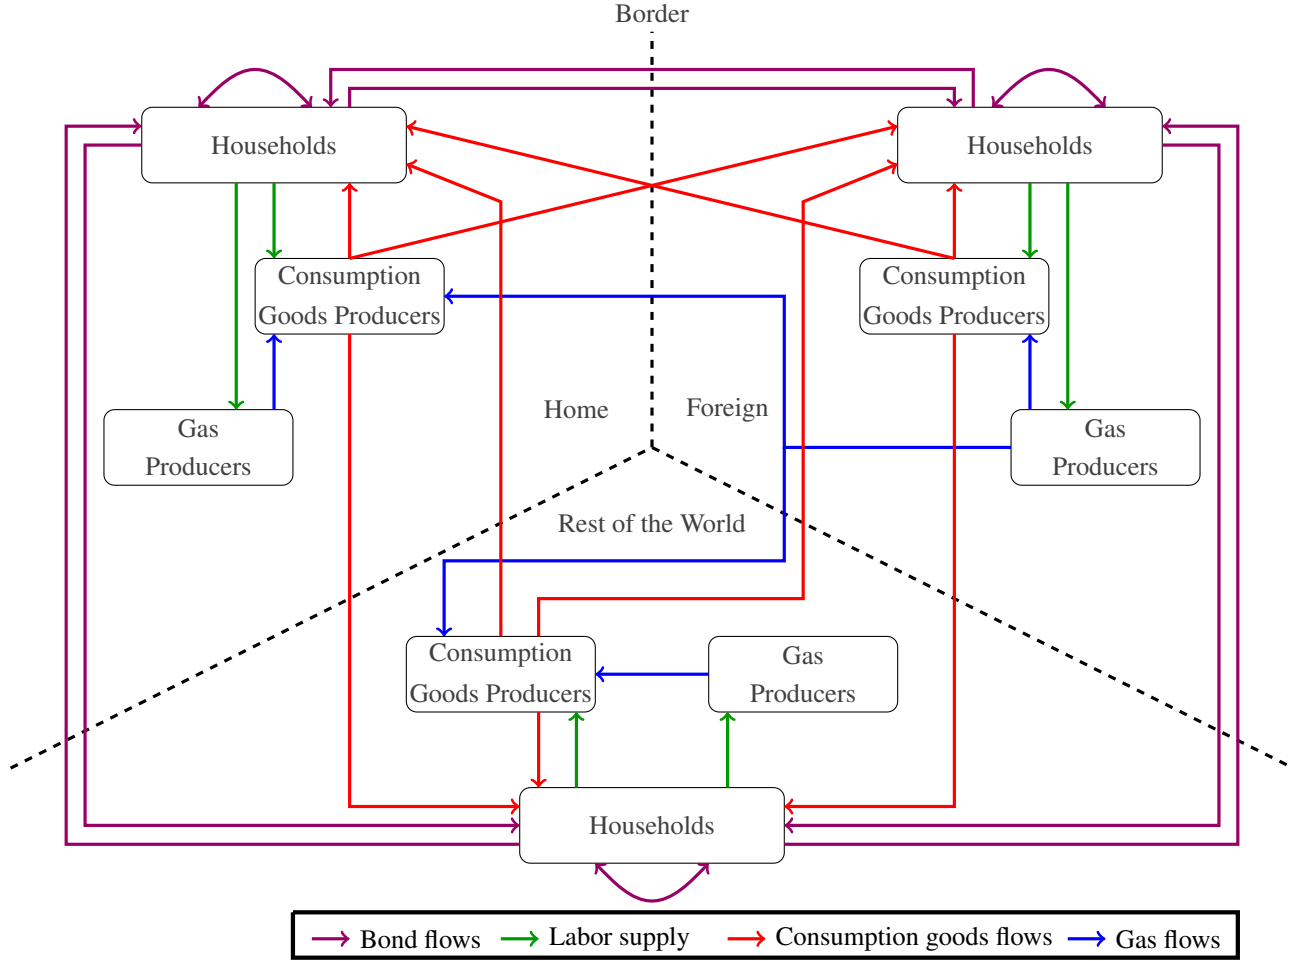 Border
Households
Households
Consumption
Goods Producers
Consumption
Goods Producers
Home
Foreign
Gas
Producers
Gas
Producers
Rest of the World
Consumption
Goods Producers
Gas
Producers
Households
Bond flows
Labor supply
Consumption goods flows
Gas flows